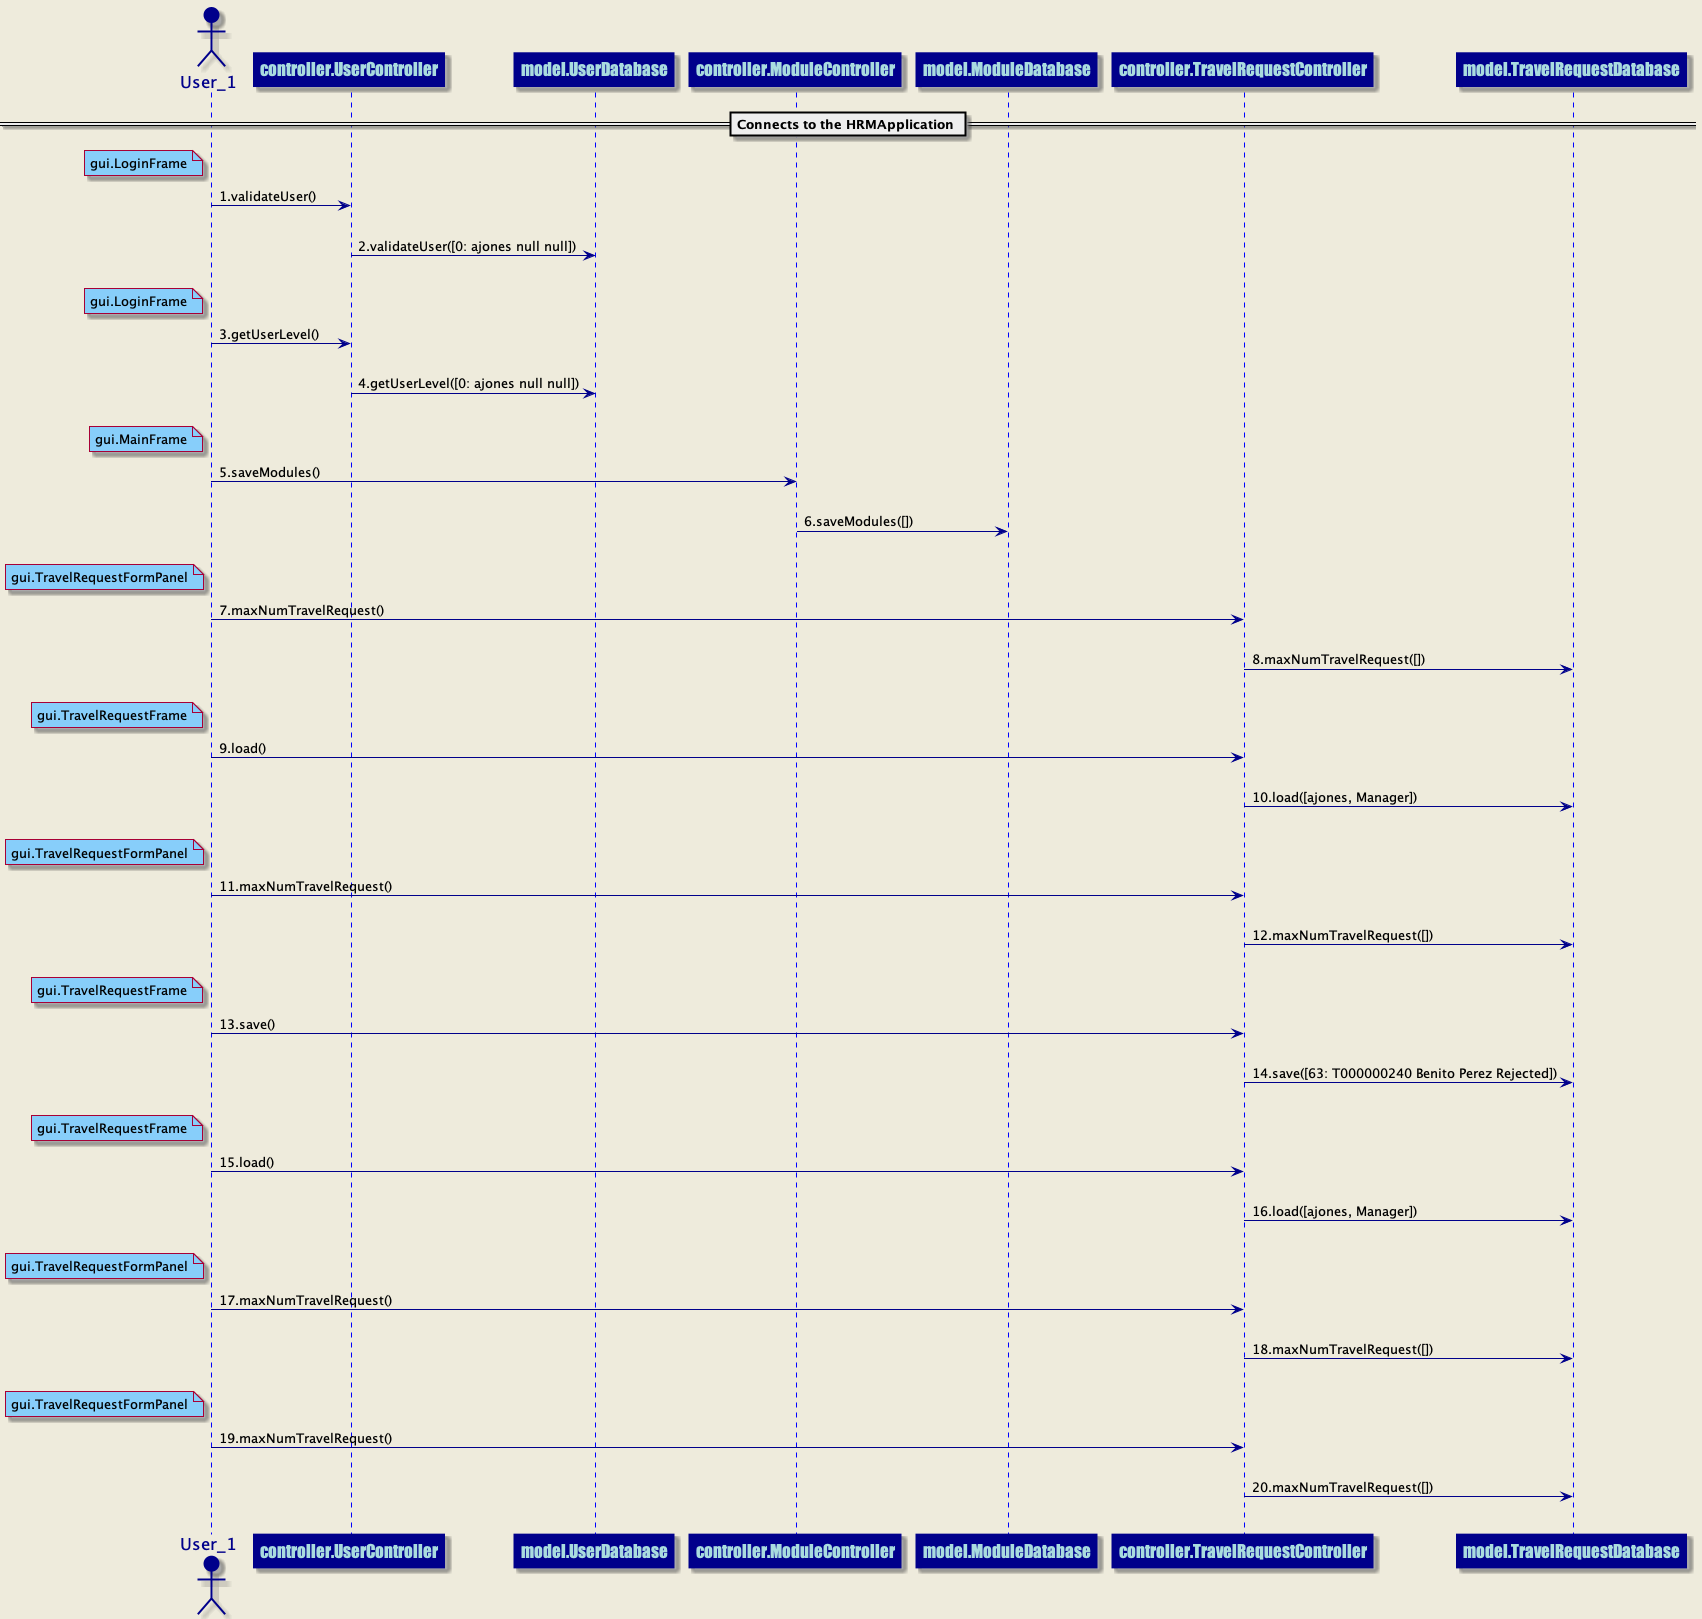 User_1
controller.UserController
model.UserDatabase
controller.ModuleController
model.ModuleDatabase
controller.TravelRequestController
model.TravelRequestDatabase
Connects to the HRMApplication
gui.LoginFrame
1.validateUser()
2.validateUser([0: ajones null null])
gui.LoginFrame
3.getUserLevel()
4.getUserLevel([0: ajones null null])
gui.MainFrame
5.saveModules()
6.saveModules([])
gui.TravelRequestFormPanel
7.maxNumTravelRequest()
8.maxNumTravelRequest([])
gui.TravelRequestFrame
9.load()
10.load([ajones, Manager])
gui.TravelRequestFormPanel
11.maxNumTravelRequest()
12.maxNumTravelRequest([])
gui.TravelRequestFrame
13.save()
14.save([63: T000000240 Benito Perez Rejected])
gui.TravelRequestFrame
15.load()
16.load([ajones, Manager])
gui.TravelRequestFormPanel
17.maxNumTravelRequest()
18.maxNumTravelRequest([])
gui.TravelRequestFormPanel
19.maxNumTravelRequest()
20.maxNumTravelRequest([])
User_1
controller.UserController
model.UserDatabase
controller.ModuleController
model.ModuleDatabase
controller.TravelRequestController
model.TravelRequestDatabase